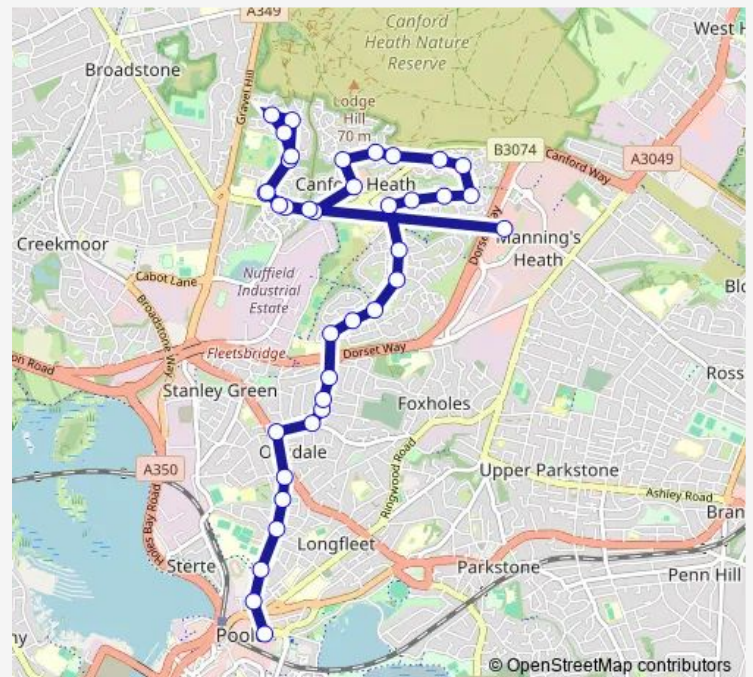 A349
Canford
Heath Nature
Reserve
West H
Broadstone
Gravel Hill
Lodge
Hill
70 m
B3074
Canford Way
A3049
Heath
Creekmoor
Manning's
Heath
Nuffield
Industrial
Estate
Cabot Lane
Broadstone Way
Fleetsbridge
Dorset Way
on Road
Ross
Stanley Green
Foxholes
dale
Ringwood Road
A350
Upper Parkstone
Ashley Road
Bran
Holes Bay Road
Longfleet
Sterte
Parkstone
Penn Hill
Pool
© OpenStreetMap contributors